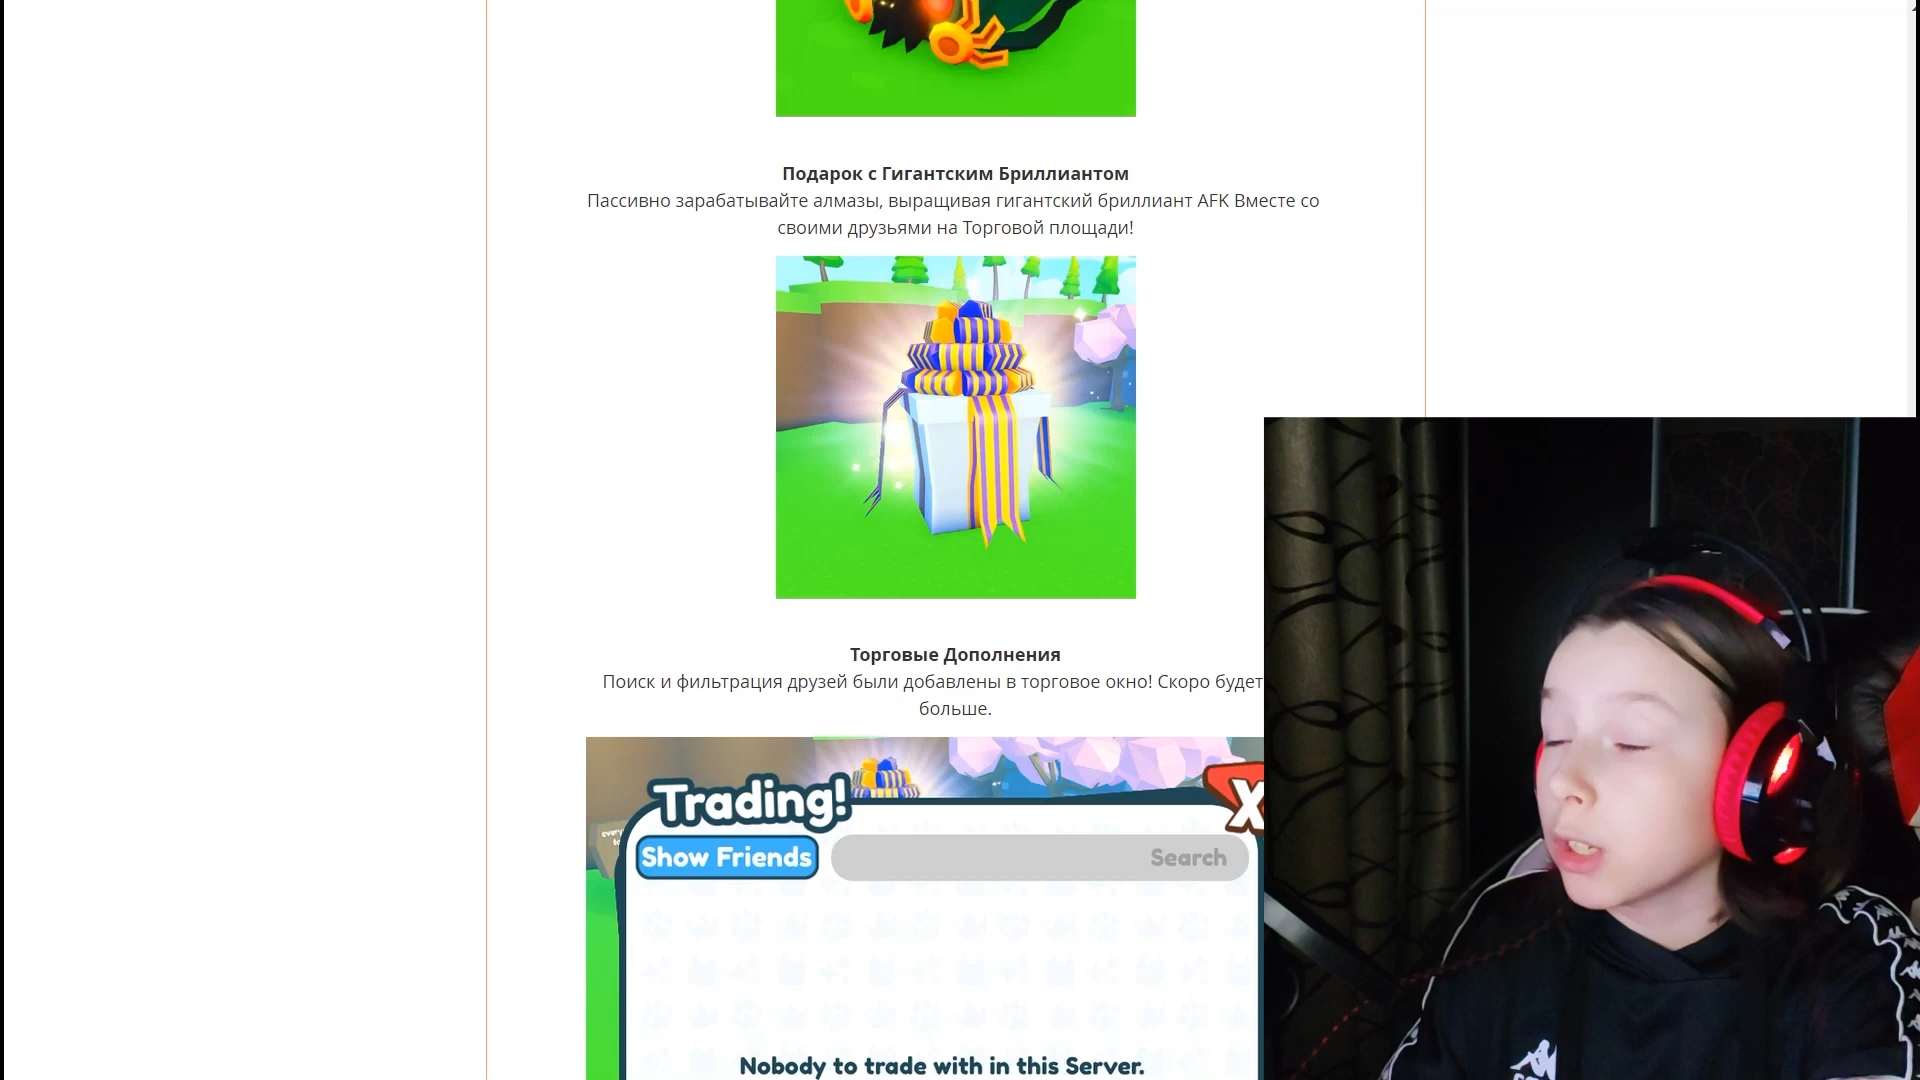 Подарок с Гигантским Бриллиантом
Пассивно зарабатывайте алмазы, выращивая гигантский бриллиант AFK Вместе со
своими друзьями на Торговой площади!
Торговые Дополнения
Поиск и фильтрация друзей были добавлены в торговое окно! Скоро будет
больше.
Trading!
X
Show Friends
Search
Nobody to trade with in this Server.